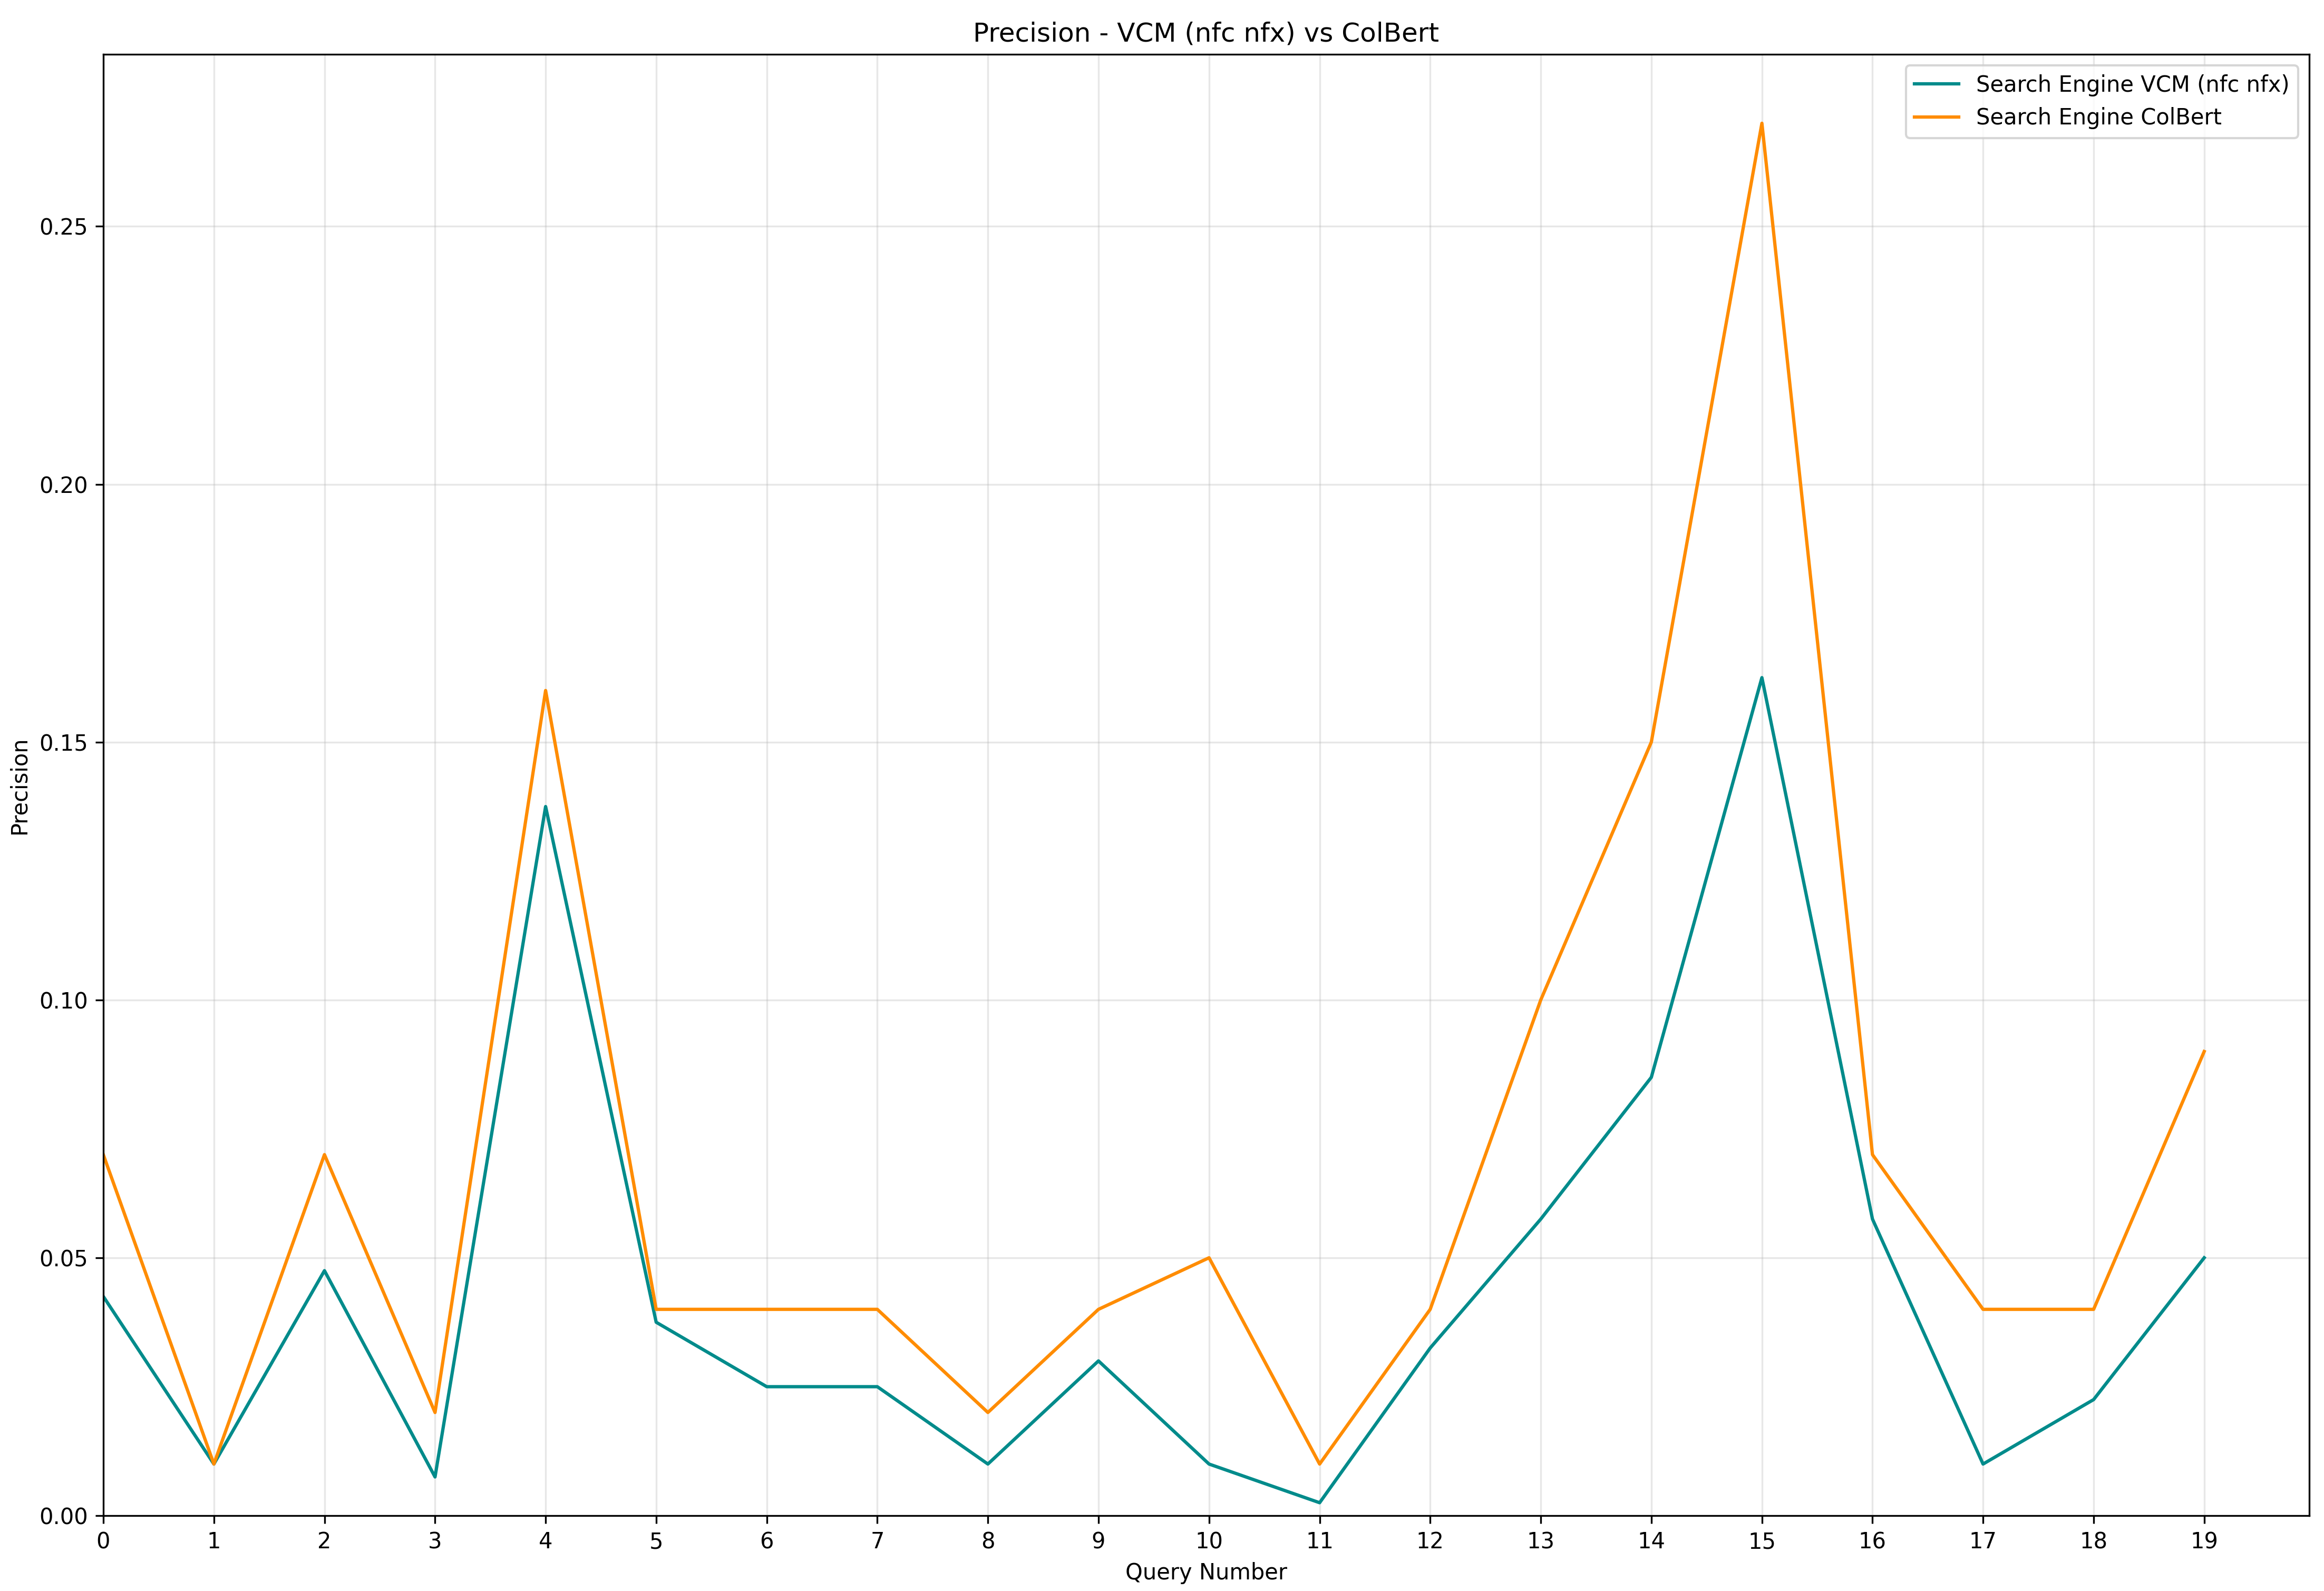 Precision - VCM (nfc nfx) vs ColBert
Search Engine VCM (nfc nfx)
Search Engine ColBert
0.25
0.20
0.15
0.10
0.05
0.00
Precision
0 1 2 3 4 5 6 7 8 9 10 11 12 13 14 15 16 17 18 19
Query Number